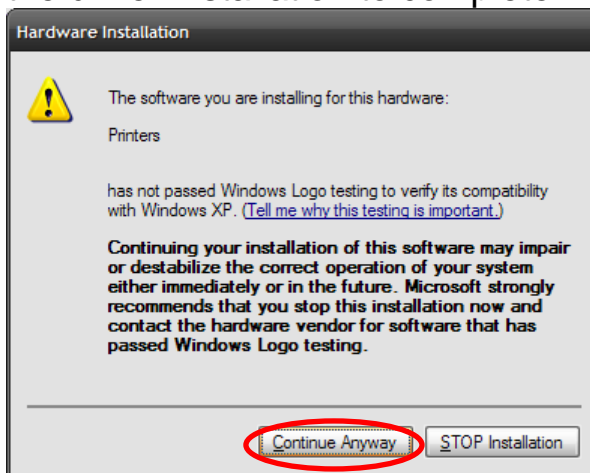 Hardware Installation
The software you are installing for this hardware:
Printers
has not passed Windows Logo testing to verify its compatibility
with Windows XP. (Tell me why this testing is important.)
Continuing your installation of this software may impair
or destabilize the correct operation of your system
either immediately or in the future. Microsoft strongly
recommends that you stop this installation now and
contact the hardware vendor for software that has
passed Windows Logo testing.
Continue Anyway STOP Installation